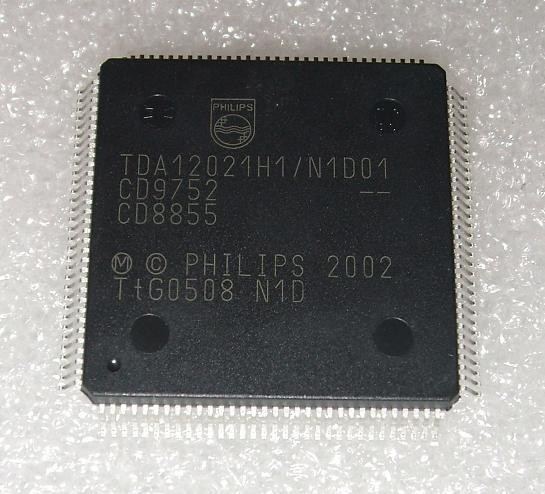 PHILIPS
TDA12021H1/N1D01
CD9752 --
CD8855
Ⓜ © PHILIPS 2002
TtG0508 N1D